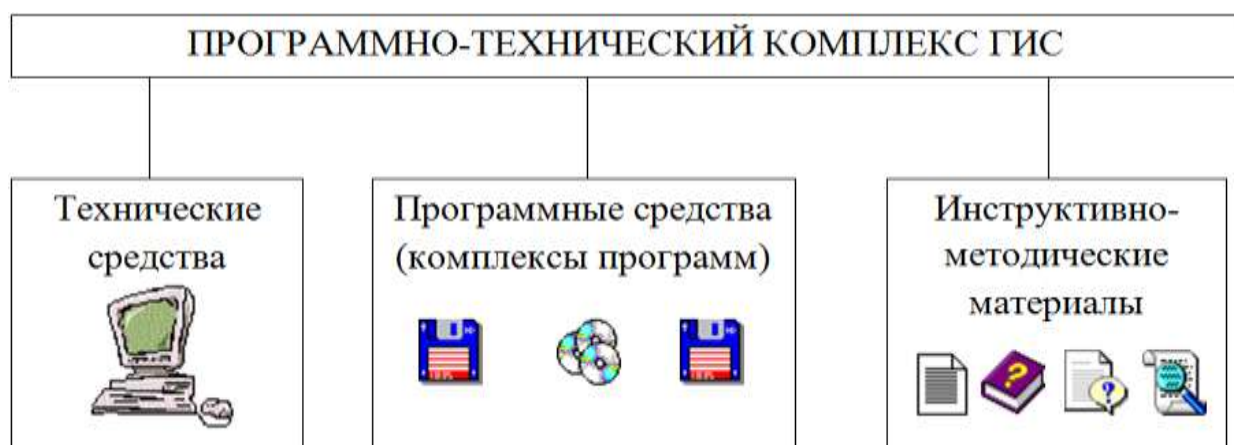 ПРОГРАММНО-ТЕХНИЧЕСКИЙ КОМПЛЕКС ГИС
Технические
средства
Программные средства
(комплексы программ)
Инструктивно-
методические
материалы